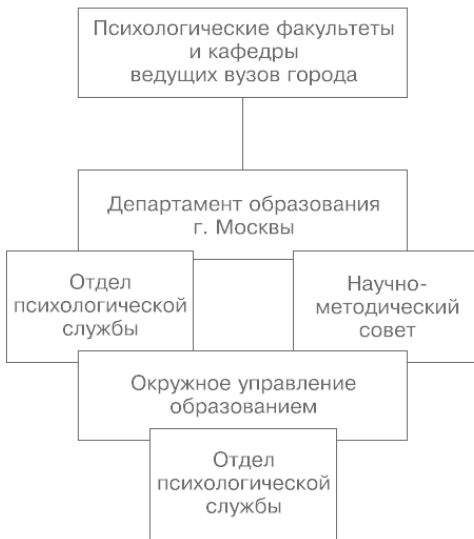 Психологические факультеты
и кафедры
ведущих вузов города
Департамент образования
г. Москвы
Отдел
психологической
службы
Научно-
методический
совет
Окружное управление
образованием
Отдел
психологической
службы